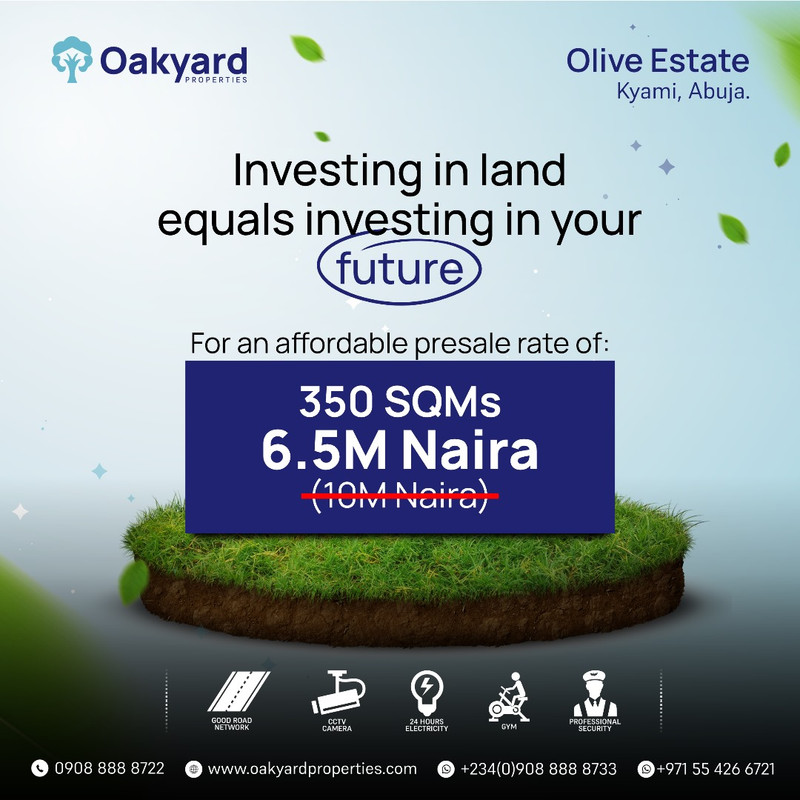 Oakyard
PROPERTIES
Olive Estate
Kyami, Abuja.
Investing in land
equals investing in your
future
For an affordable presale rate of:
350 SQMs
6.5M Naira
(10M Naira)
GOOD ROAD
NETWORK
CCTV
CAMERA
24 HOURS
ELECTRICITY
GYM
PROFESSIONAL
SECURITY
0908 888 8722
www.oakyardproperties.com
+234(0)908 888 8733
+971 55 426 6721